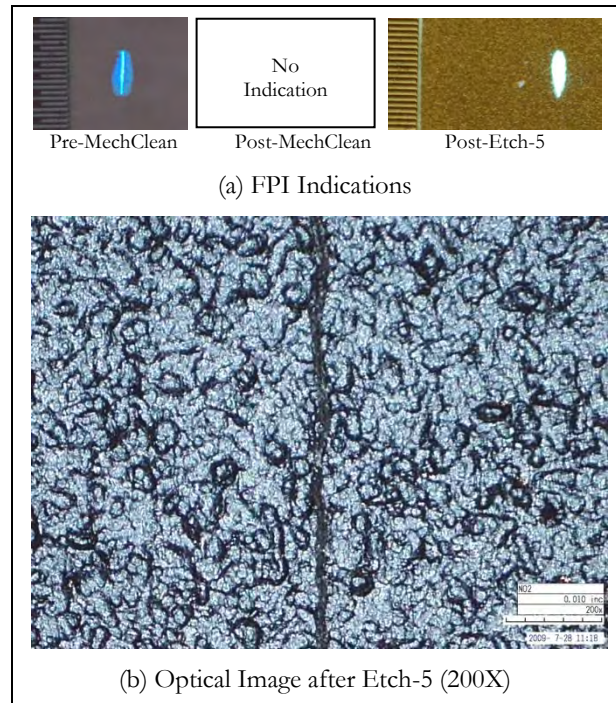 No
Indication
Pre-MechClean Post-MechClean Post-Etch-5
(a) FPI Indications
NO2
0.010 inc
200x
2009- 7-28 11:18
(b) Optical Image after Etch-5 (200X)